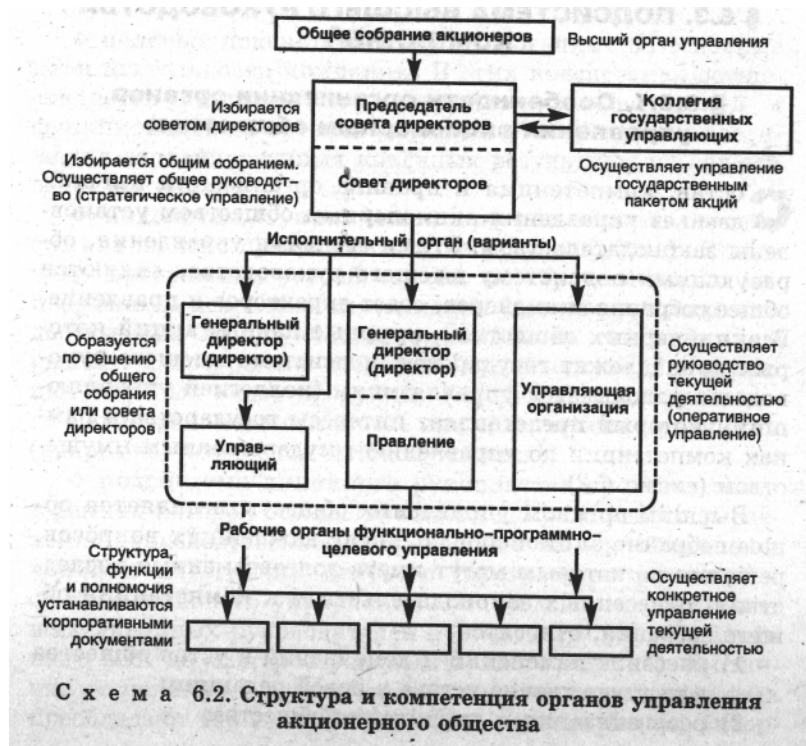 Общее собрание акционеров
Высший орган управления
Избирается
советом директоров
Председатель
совета директоров
Коллегия
государственных
управляющих
Избирается общим собранием.
Осуществляет общее руководст-
во (стратегическое управление)
Совет директоров
Осуществляет управление
государственным
пакетом акций
Исполнительный орган (варианты)
Образуется
по решению
общего
собрания
или совета
директоров
Генеральный
директор
(директор)
Управ-
ляющий
Генеральный
директор
(директор)
Правление
Управляющая
организация
Осуществляет
руководство
текущей
деятельностью
(оперативное
управление)
Рабочие органы функционально-программно-
целевого управления
Структура,
функции
и полномочия
устанавливаются
корпоративными
документами
Осуществляет
конкретное
управление
текущей
деятельностью
Схема 6.2. Структура и компетенция органов управления
акционерного общества